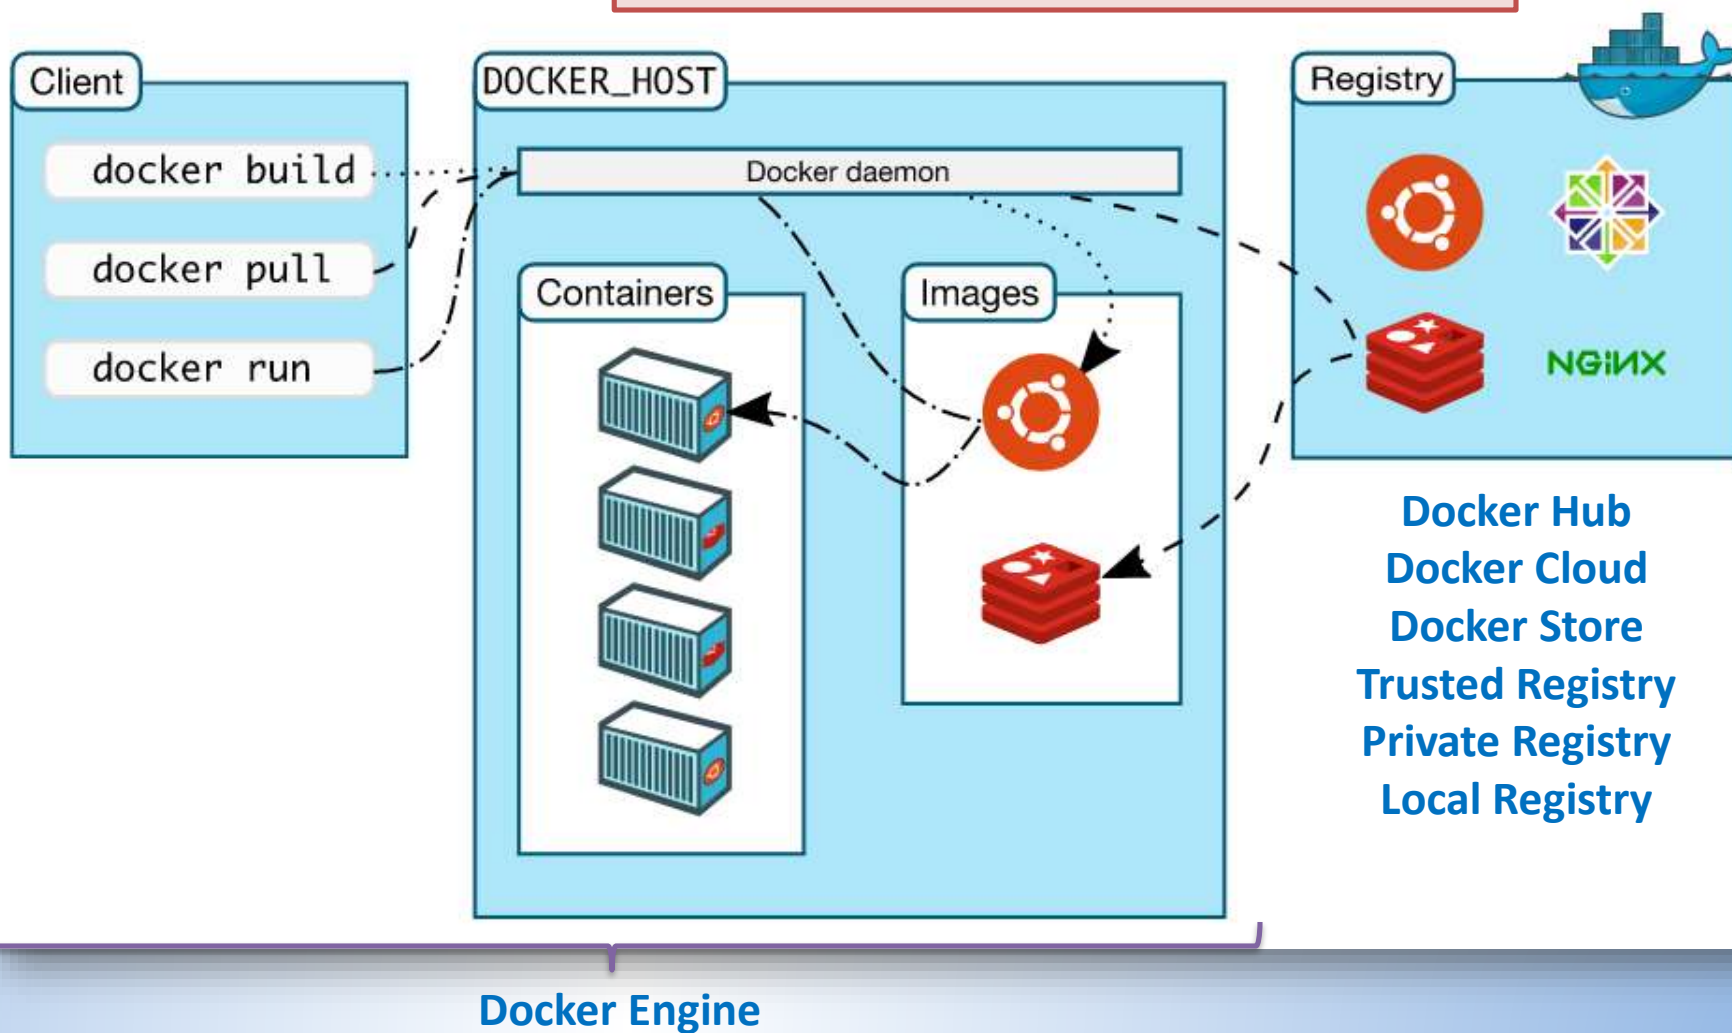 Client
docker build
docker pull
docker run
DOCKER_HOST
Docker daemon
Containers
Images
Registry
NGiNX
Docker Hub
Docker Cloud
Docker Store
Trusted Registry
Private Registry
Local Registry
Docker Engine